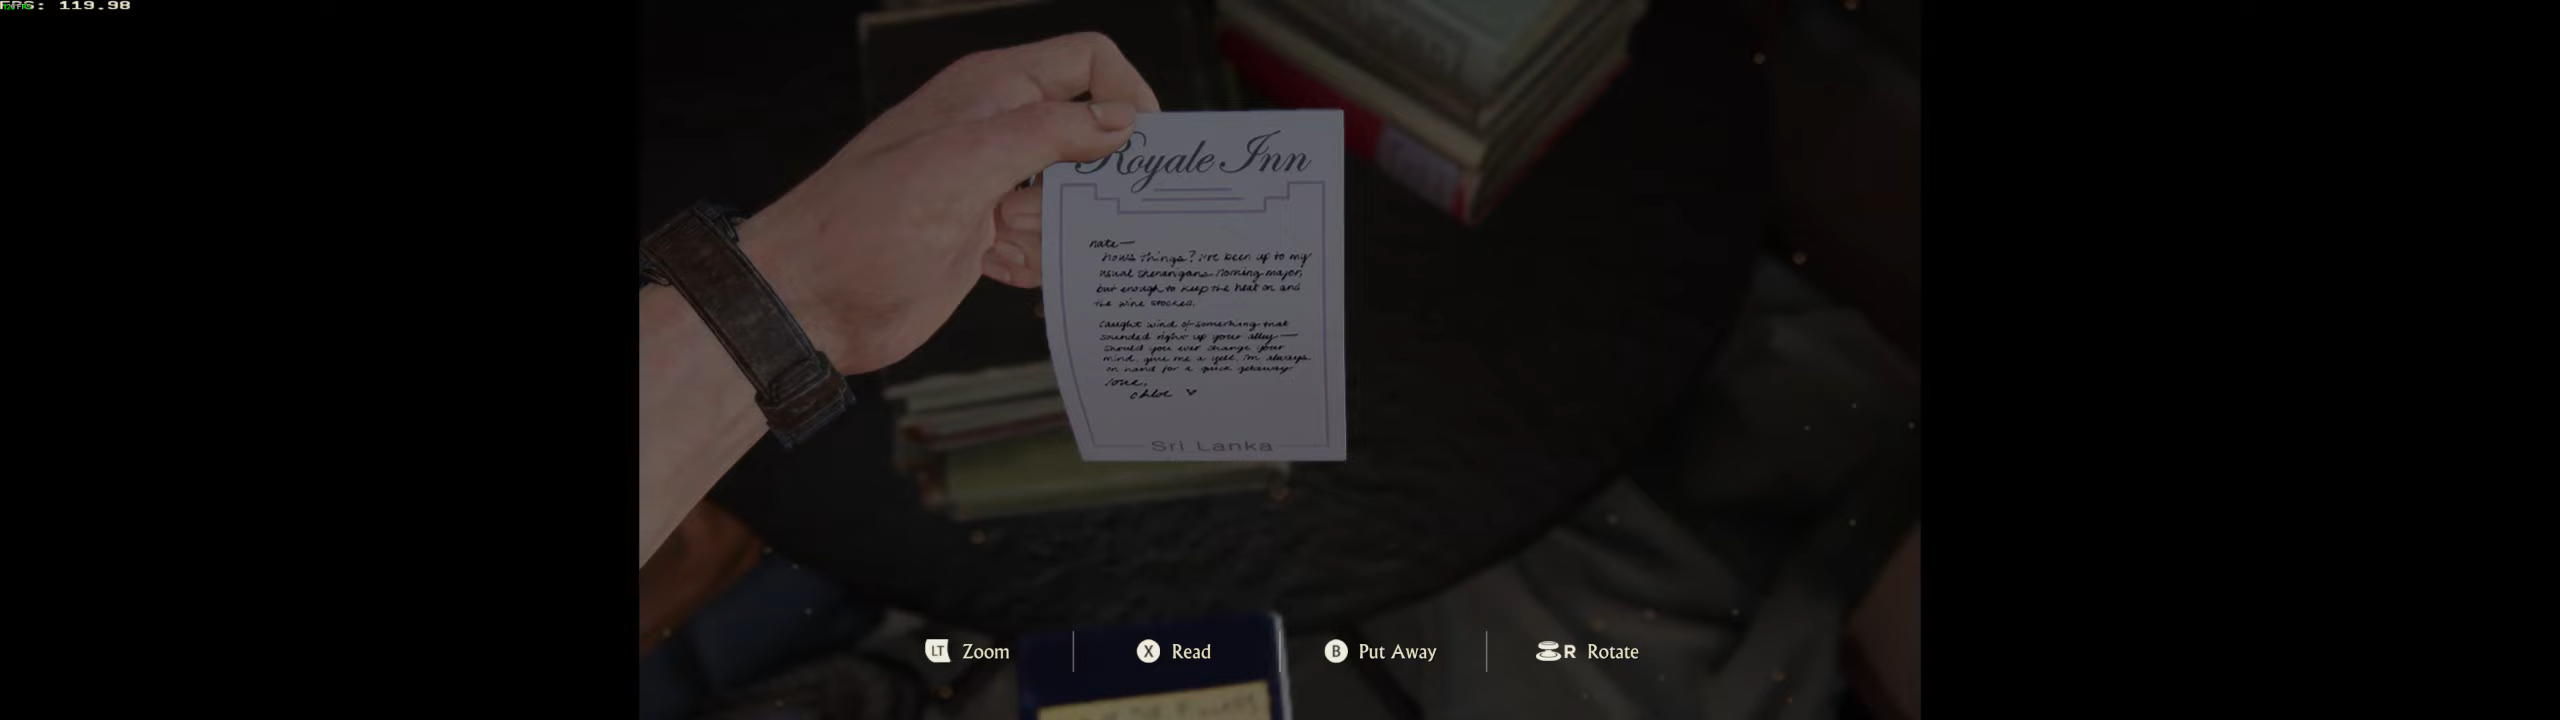 FPS: 119.98
Royale Inn
nate—
how's things? I've been up to my
usual shenanigans. Nothing major,
but enough to keep the heat on and
the wine stocked.
Caught wind of something that
sounded right up your alley—
should you ever change your
mind, give me a yell. I'm always
on hand for a quick getaway.
love,
chloe
Sri Lanka
LT Zoom
X Read
B Put Away
R Rotate